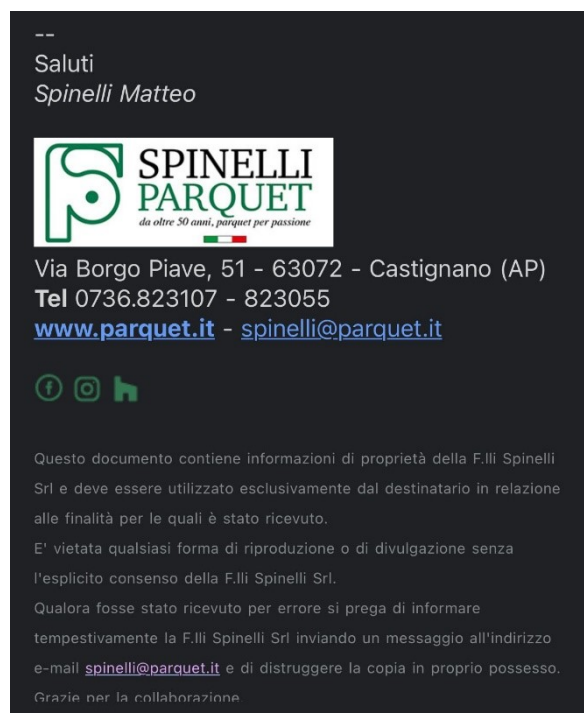 --
Saluti
Spinelli Matteo
SPINELLI
PARQUET
da oltre 50 anni, parquet per passione
Via Borgo Piave, 51 - 63072 - Castignano (AP)
Tel 0736.823107 - 823055
www.parquet.it - spinelli@parquet.it
Questo documento contiene informazioni di proprietà della F.lli Spinelli
Srl e deve essere utilizzato esclusivamente dal destinatario in relazione
alle finalità per le quali è stato ricevuto.
E' vietata qualsiasi forma di riproduzione o di divulgazione senza
l'esplicito consenso della F.lli Spinelli Srl.
Qualora fosse stato ricevuto per errore si prega di informare
tempestivamente la F.lli Spinelli Srl inviando un messaggio all'indirizzo
e-mail spinelli@parquet.it e di distruggere la copia in proprio possesso.
Grazie per la collaborazione